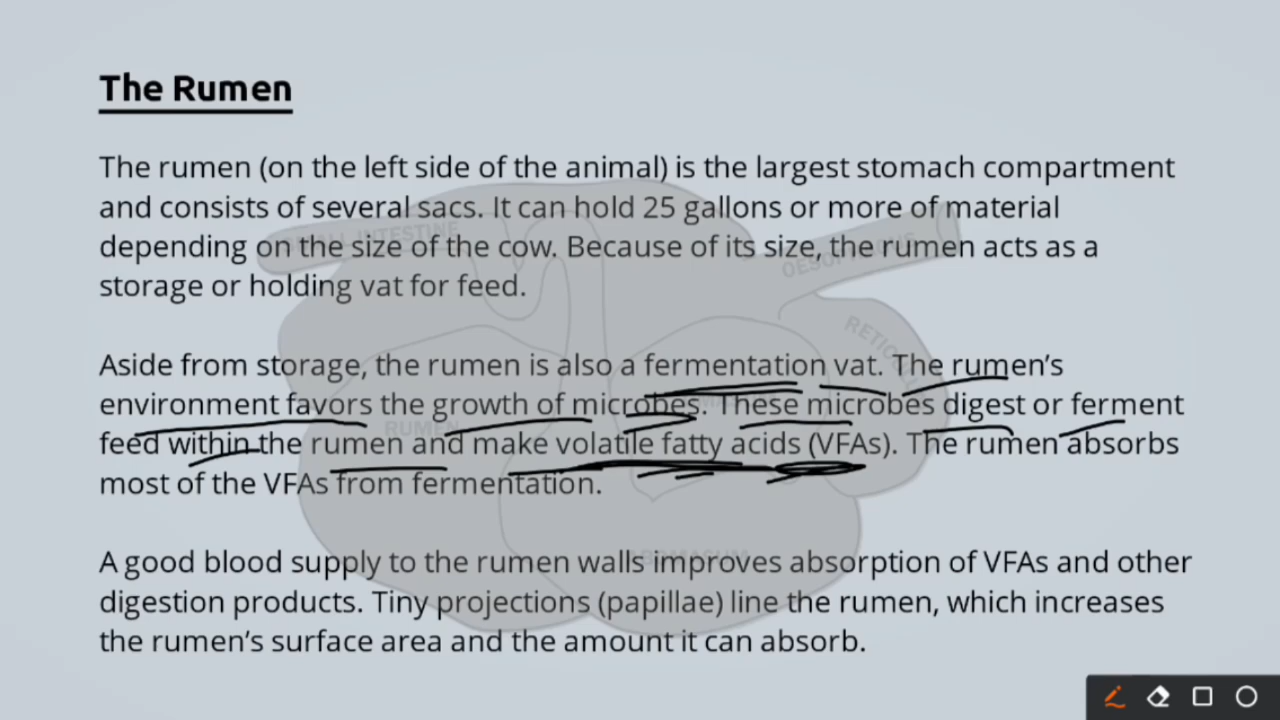 The Rumen
The rumen (on the left side of the animal) is the largest stomach compartment
and consists of several sacs. It can hold 25 gallons or more of material
depending on the size of the cow. Because of its size, the rumen acts as a
storage or holding vat for feed.
Aside from storage, the rumen is also a fermentation vat. The rumen’s
environment favors the growth of microbes. These microbes digest or ferment
feed within the rumen and make volatile fatty acids (VFAs). The rumen absorbs
most of the VFAs from fermentation.
A good blood supply to the rumen walls improves absorption of VFAs and other
digestion products. Tiny projections (papillae) line the rumen, which increases
the rumen’s surface area and the amount it can absorb.
SMALL INTESTINE
RUMEN